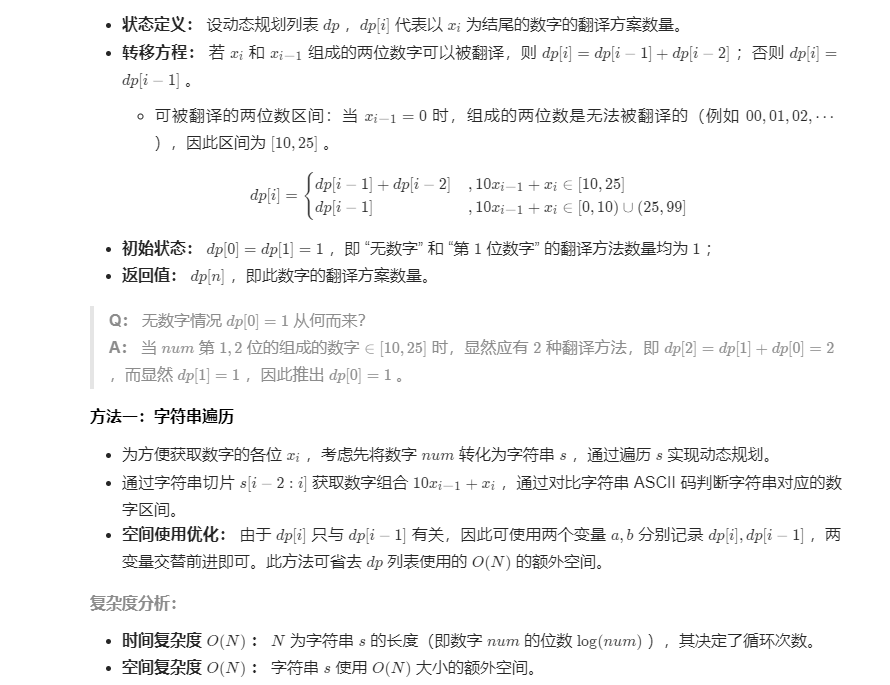 • 状态定义： 设动态规划列表 dp ，dp[i] 代表以 x_i 为结尾的数字的翻译方案数量。
• 转移方程： 若 x_i 和 x_{i−1} 组成的两位数字可以被翻译，则 dp[i] = dp[i − 1] + dp[i − 2] ；否则 dp[i] =
dp[i − 1] 。
◦ 可被翻译的两位数区间：当 x_{i−1} = 0 时，组成的两位数是无法被翻译的（例如 00, 01, 02, ⋯
），因此区间为 [10, 25] 。
dp[i] = { dp[i − 1] + dp[i − 2] , 10x_{i−1} + x_i ∈ [10, 25]
dp[i − 1] , 10x_{i−1} + x_i ∈ [0, 10) ∪ (25, 99]
• 初始状态： dp[0] = dp[1] = 1 ，即 “无数字” 和 “第 1 位数字” 的翻译方法数量均为 1 ；
• 返回值： dp[n] ，即此数字的翻译方案数量。
Q： 无数字情况 dp[0] = 1 从何而来？
A： 当 num 第 1, 2 位的组成的数字 ∈ [10, 25] 时，显然应有 2 种翻译方法，即 dp[2] = dp[1] + dp[0] = 2
，而显然 dp[1] = 1 ，因此推出 dp[0] = 1 。
方法一：字符串遍历
• 为方便获取数字的各位 x_i ，考虑先将数字 num 转化为字符串 s ，通过遍历 s 实现动态规划。
• 通过字符串切片 s[i − 2 : i] 获取数字组合 10x_{i−1} + x_i ，通过对比字符串 ASCII 码判断字符串对应的数
字区间。
• 空间使用优化： 由于 dp[i] 只与 dp[i − 1] 有关，因此可使用两个变量 a, b 分别记录 dp[i], dp[i − 1] ，两
变量交替前进即可。此方法可省去 dp 列表使用的 O(N) 的额外空间。
复杂度分析：
• 时间复杂度 O(N) ： N 为字符串 s 的长度（即数字 num 的位数 log(num) ），其决定了循环次数。
• 空间复杂度 O(N) ： 字符串 s 使用 O(N) 大小的额外空间。